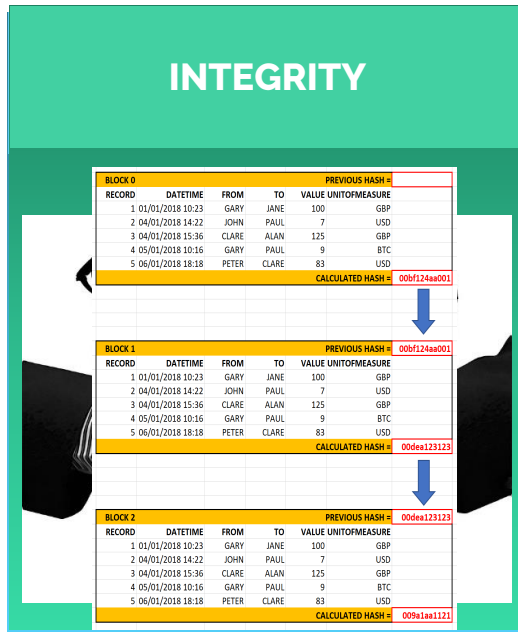 INTEGRITY
BLOCK 0 PREVIOUS HASH =
RECORD DATETIME FROM TO VALUE UNITOFMEASURE
1 01/01/2018 10:23 GARY JANE 100 GBP
2 04/01/2018 14:22 JOHN PAUL 7 USD
3 04/01/2018 15:36 CLARE ALAN 125 GBP
4 05/01/2018 10:16 GARY PAUL 9 BTC
5 06/01/2018 18:18 PETER CLARE 83 USD
CALCULATED HASH = 00bf124aa001
BLOCK 1 PREVIOUS HASH = 00bf124aa001
RECORD DATETIME FROM TO VALUE UNITOFMEASURE
1 01/01/2018 10:23 GARY JANE 100 GBP
2 04/01/2018 14:22 JOHN PAUL 7 USD
3 04/01/2018 15:36 CLARE ALAN 125 GBP
4 05/01/2018 10:16 GARY PAUL 9 BTC
5 06/01/2018 18:18 PETER CLARE 83 USD
CALCULATED HASH = 00dea123123
BLOCK 2 PREVIOUS HASH = 00dea123123
RECORD DATETIME FROM TO VALUE UNITOFMEASURE
1 01/01/2018 10:23 GARY JANE 100 GBP
2 04/01/2018 14:22 JOHN PAUL 7 USD
3 04/01/2018 15:36 CLARE ALAN 125 GBP
4 05/01/2018 10:16 GARY PAUL 9 BTC
5 06/01/2018 18:18 PETER CLARE 83 USD
CALCULATED HASH = 009a1aa1121